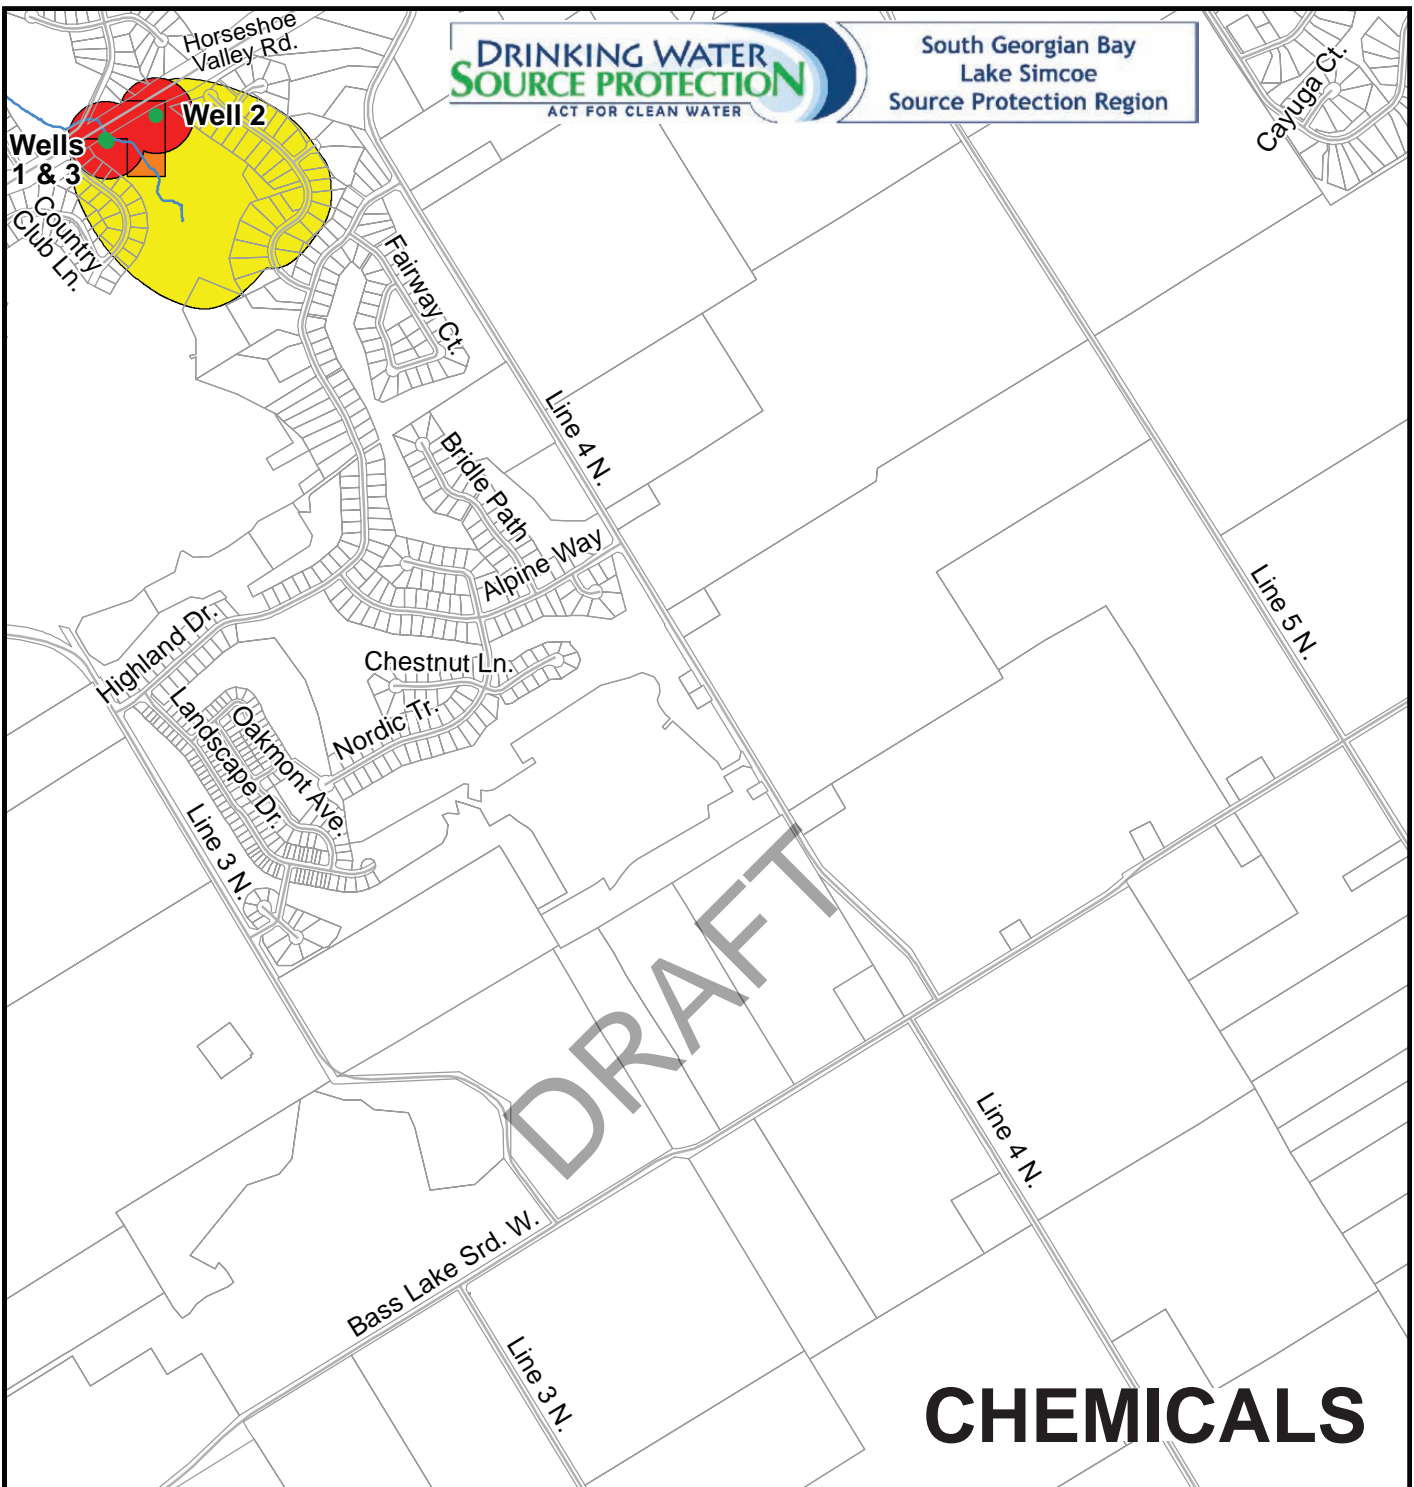 Horseshoe
Valley Rd.
DRINKING WATER
SOURCE PROTECTION
ACT FOR CLEAN WATER
South Georgian Bay
Lake Simcoe
Source Protection Region
Cayuga Ct.
Well 2
Wells
1 & 3
Country
Club Ln.
Fairway Ct.
Line 4 N.
Bridle Path
Alpine Way
Line 5 N.
Highland Dr.
Chestnut Ln.
Landscape Dr.
Oakmont Ave.
Nordic Tr.
Line 3 N.
DRAFT
Line 4 N.
Bass Lake Srd. W.
Line 3 N.
CHEMICALS